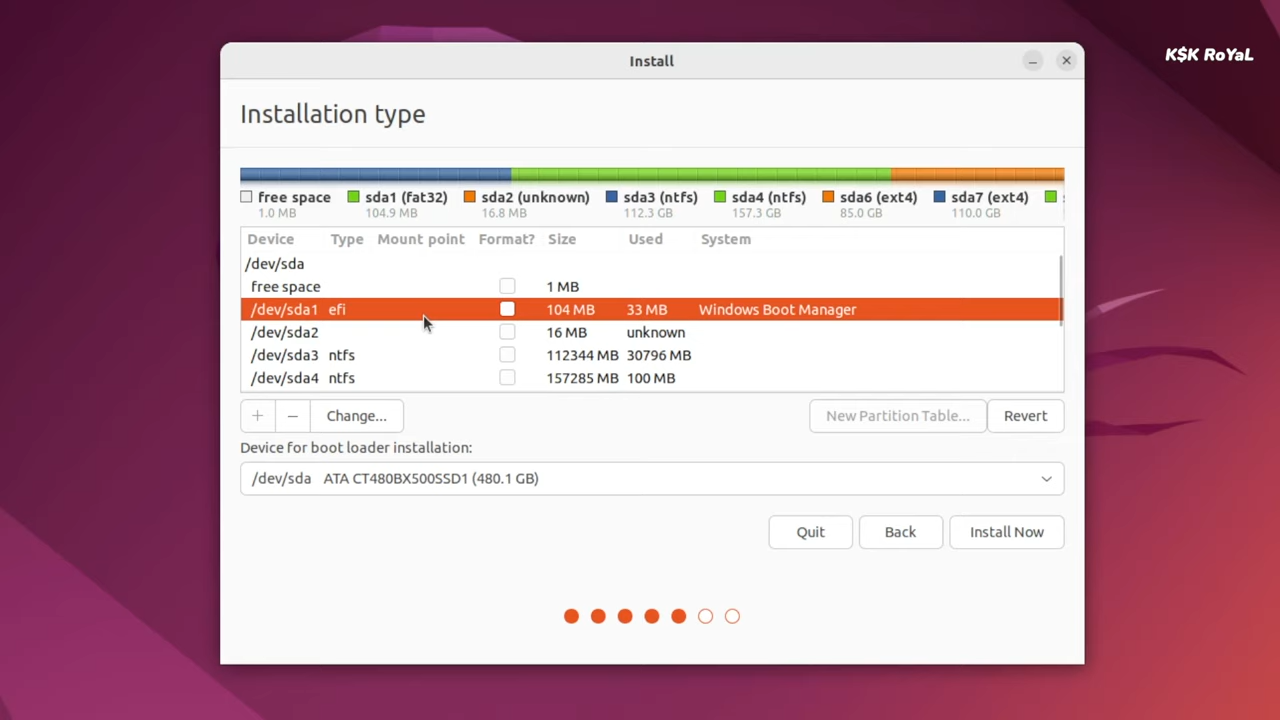 K$K RoYaL
Install
Installation type
free space sda1 (fat32) sda2 (unknown) sda3 (ntfs) sda4 (ntfs) sda6 (ext4) sda7 (ext4)
1.0 MB 104.9 MB 16.8 MB 112.3 GB 157.3 GB 85.0 GB 110.0 GB
Device Type Mount point Format? Size Used System
/dev/sda
free space 1 MB
/dev/sda1 efi 104 MB 33 MB Windows Boot Manager
/dev/sda2 16 MB unknown
/dev/sda3 ntfs 112344 MB 30796 MB
/dev/sda4 ntfs 157285 MB 100 MB
+ − Change... New Partition Table... Revert
Device for boot loader installation:
/dev/sda ATA CT480BX500SSD1 (480.1 GB)
Quit Back Install Now